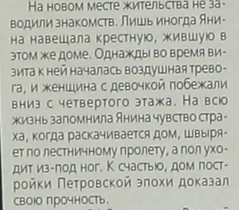 На новом месте жительства не за-
водили знакомств. Лишь иногда Яни-
на навещала крестную, жившую в
этом же доме. Однажды во время ви-
зита к ней началась воздушная трево-
га, и женщина с девочкой побежали
вниз с четвертого этажа. На всю
жизнь запомнила Янина чувство стра-
ха, когда раскачивается дом, швыря-
ет по лестничному пролету, а пол ухо-
дит из-под ног. К счастью, дом пост-
ройки Петровской эпохи доказал
свою прочность.